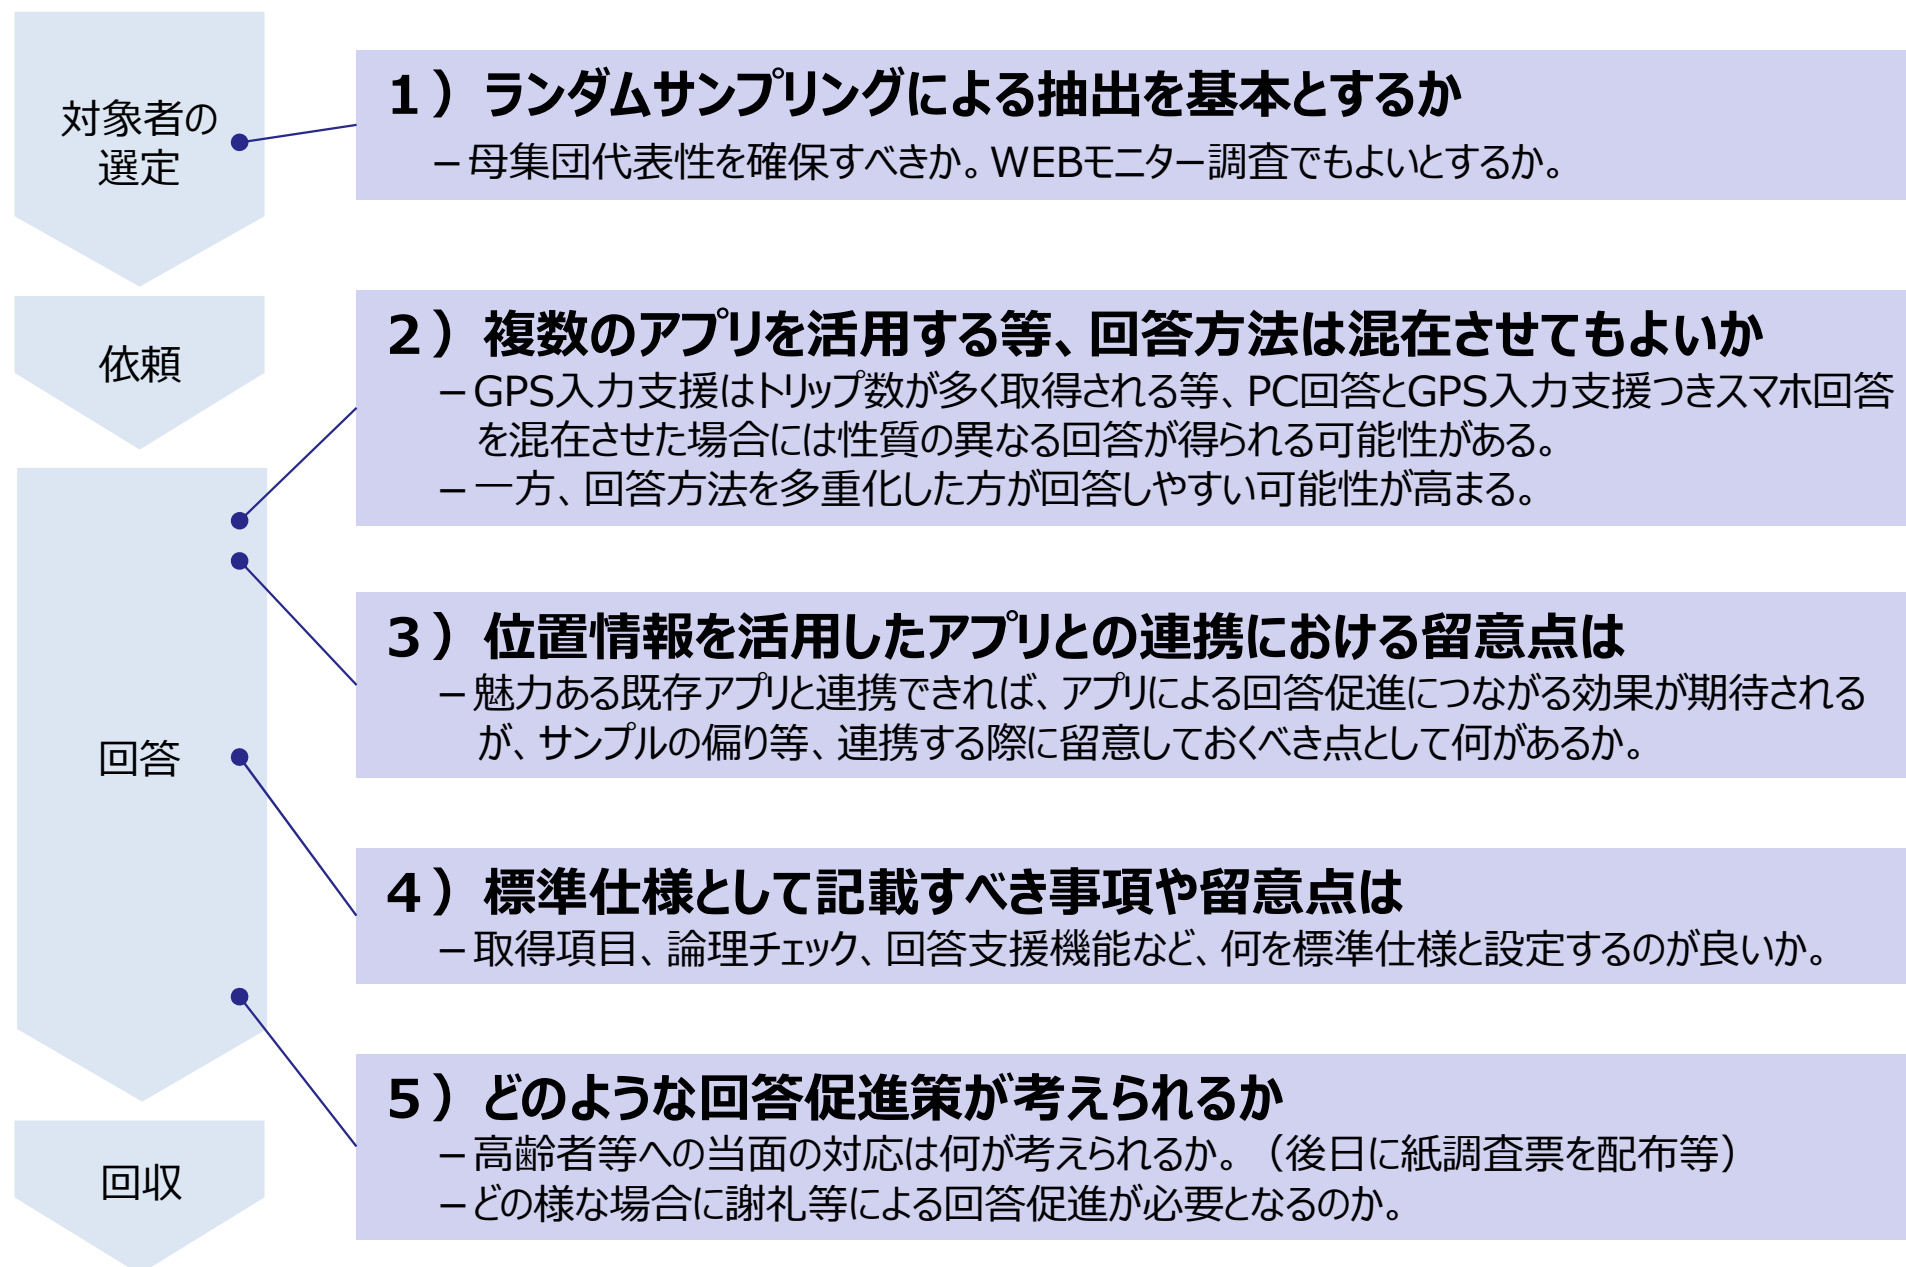 対象者の
選定
1）ランダムサンプリングによる抽出を基本とするか
－母集団代表性を確保すべきか。WEBモニター調査でもよいとするか。
依頼
2）複数のアプリを活用する等、回答方法は混在させてもよいか
－GPS入力支援はトリップ数が多く取得される等、PC回答とGPS入力支援つきスマホ回答
を混在させた場合には性質の異なる回答が得られる可能性がある。
－一方、回答方法を多重化した方が回答しやすい可能性が高まる。
回答
3）位置情報を活用したアプリとの連携における留意点は
－魅力ある既存アプリと連携できれば、アプリによる回答促進につながる効果が期待される
が、サンプルの偏り等、連携する際に留意しておくべき点として何があるか。
4）標準仕様として記載すべき事項や留意点は
－取得項目、論理チェック、回答支援機能など、何を標準仕様と設定するのが良いか。
5）どのような回答促進策が考えられるか
－高齢者等への当面の対応は何が考えられるか。（後日に紙調査票を配布等）
－どの様な場合に謝礼等による回答促進が必要となるのか。
回収